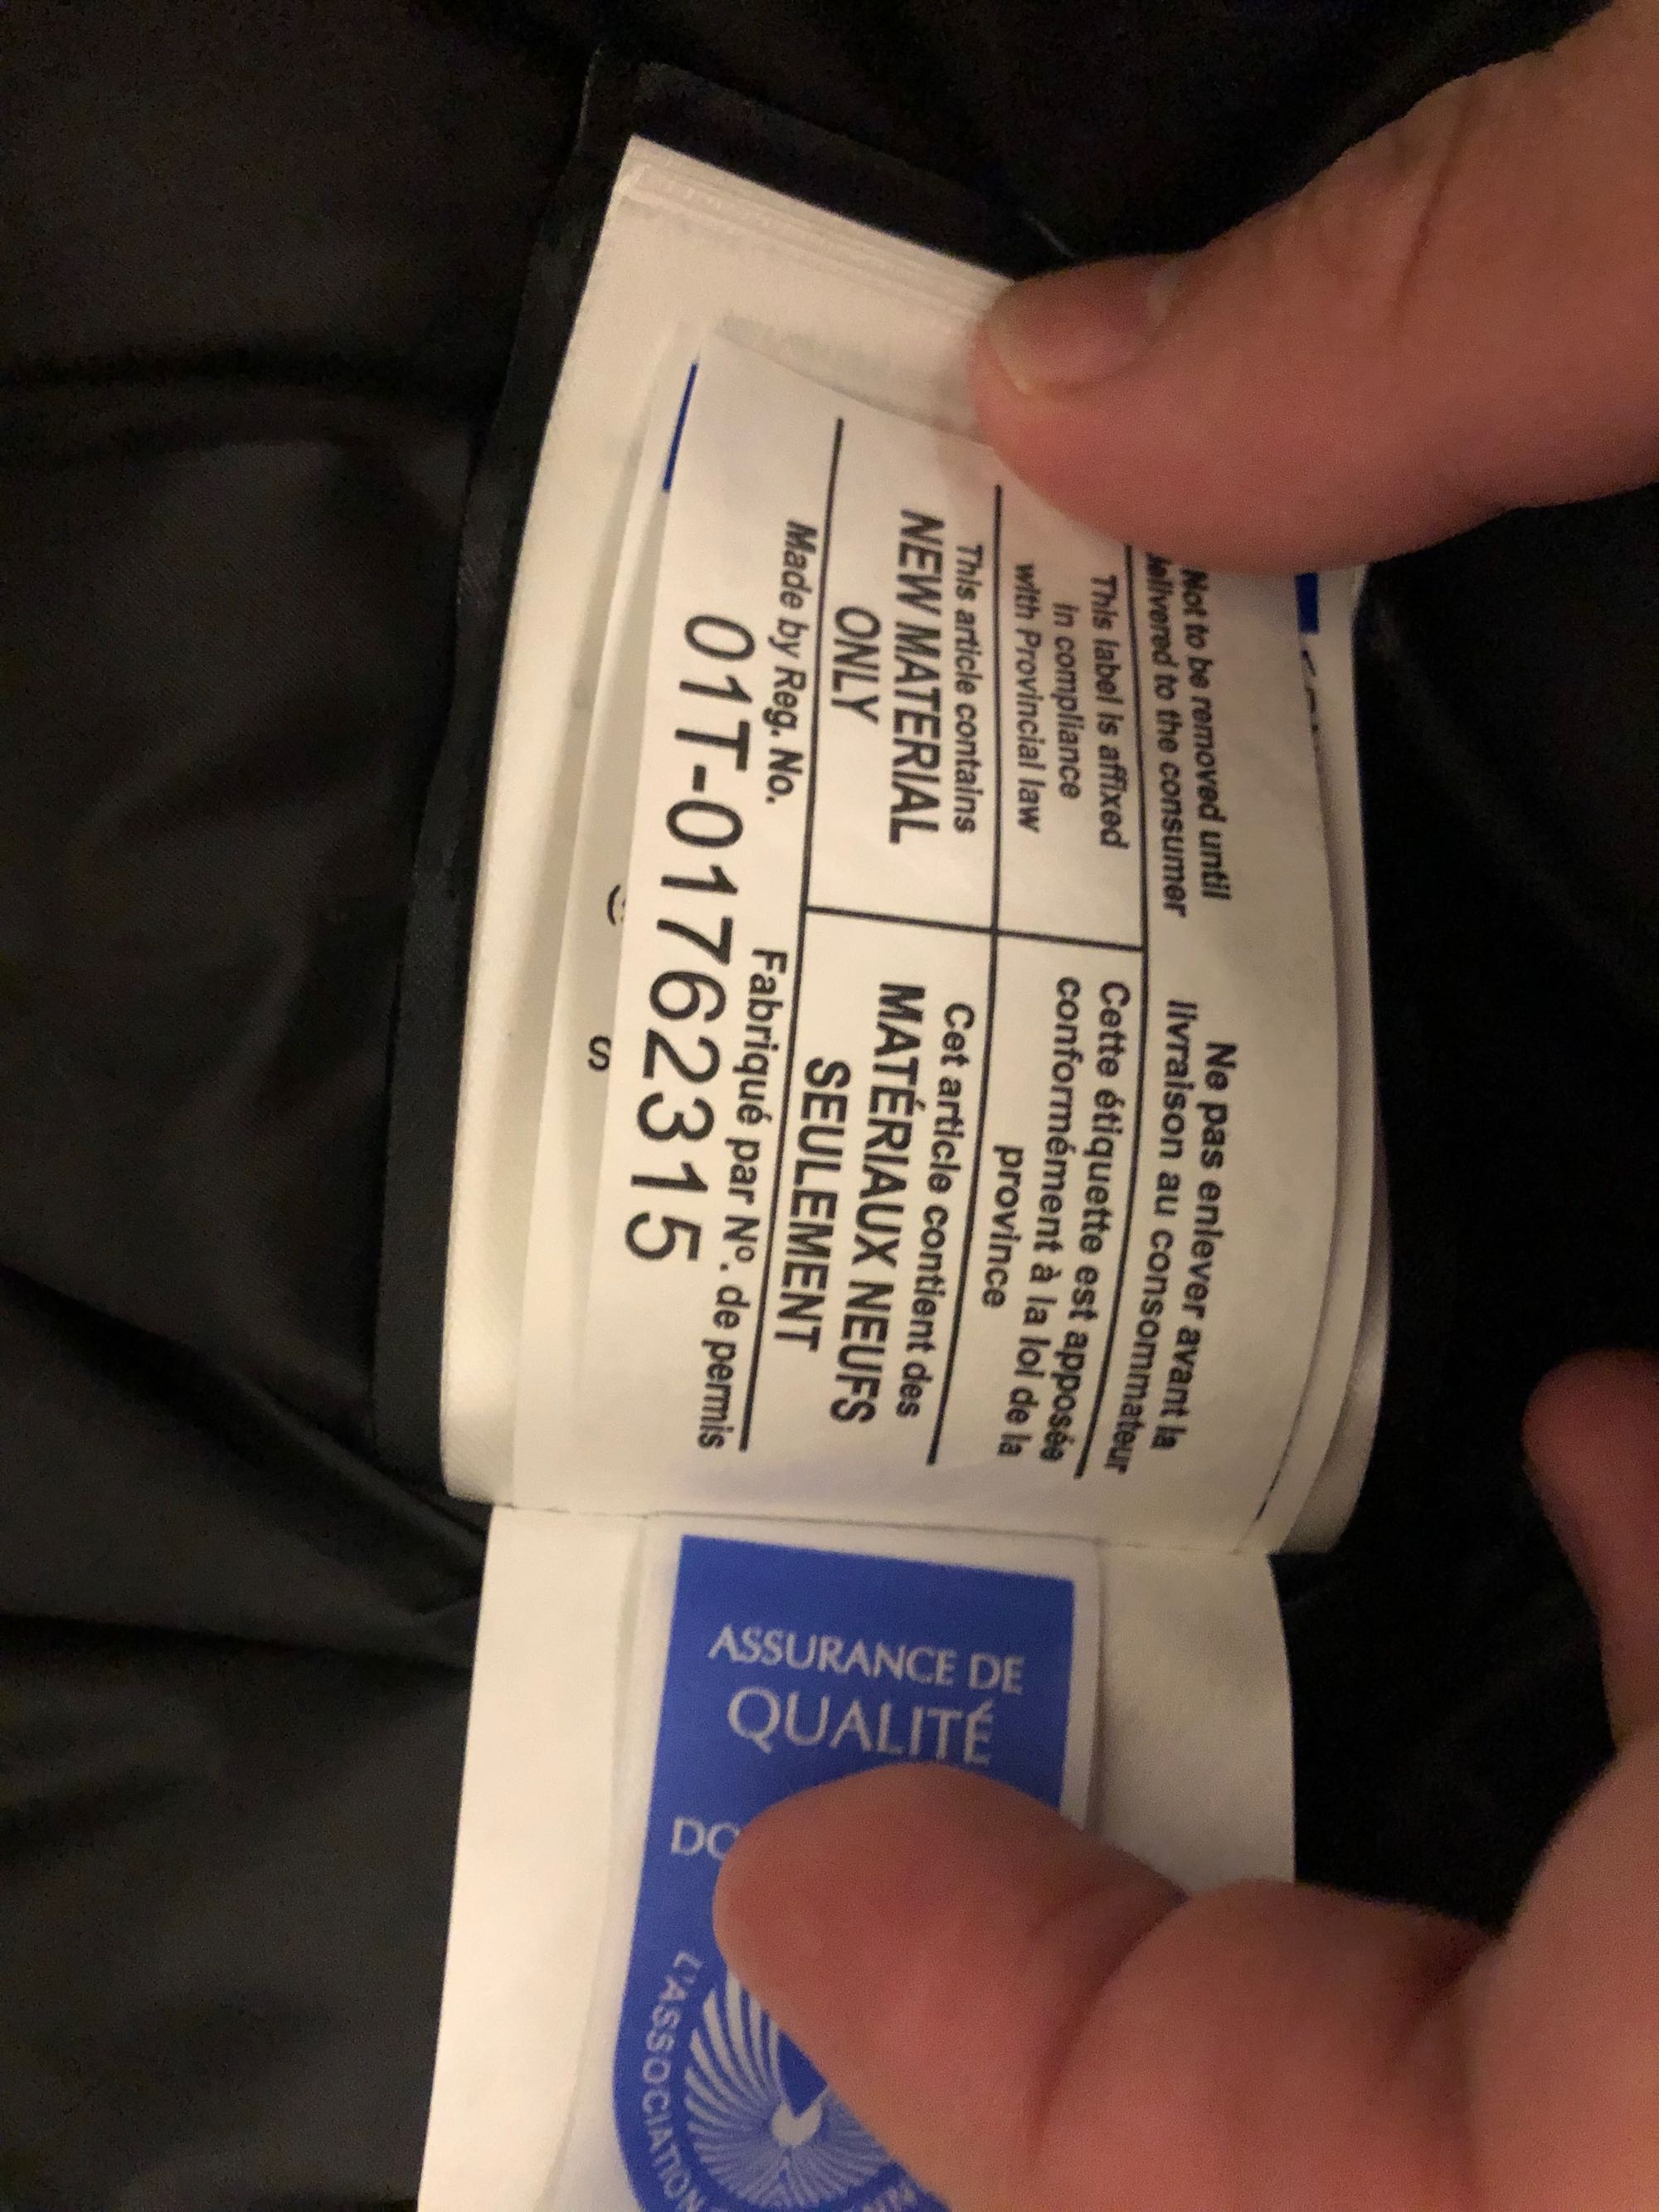 Not to be removed until
delivered to the consumer
Ne pas enlever avant la
livraison au consommateur
This label is affixed
in compliance
with Provincial law
Cette étiquette est apposée
conformément à la loi de la
province
This article contains
NEW MATERIAL
ONLY
Cet article contient des
MATÉRIAUX NEUFS
SEULEMENT
Made by Reg. No.
Fabriqué par Nº. de permis
01T-01762315
S
ASSURANCE DE
QUALITÉ
L'ASSOCIATION